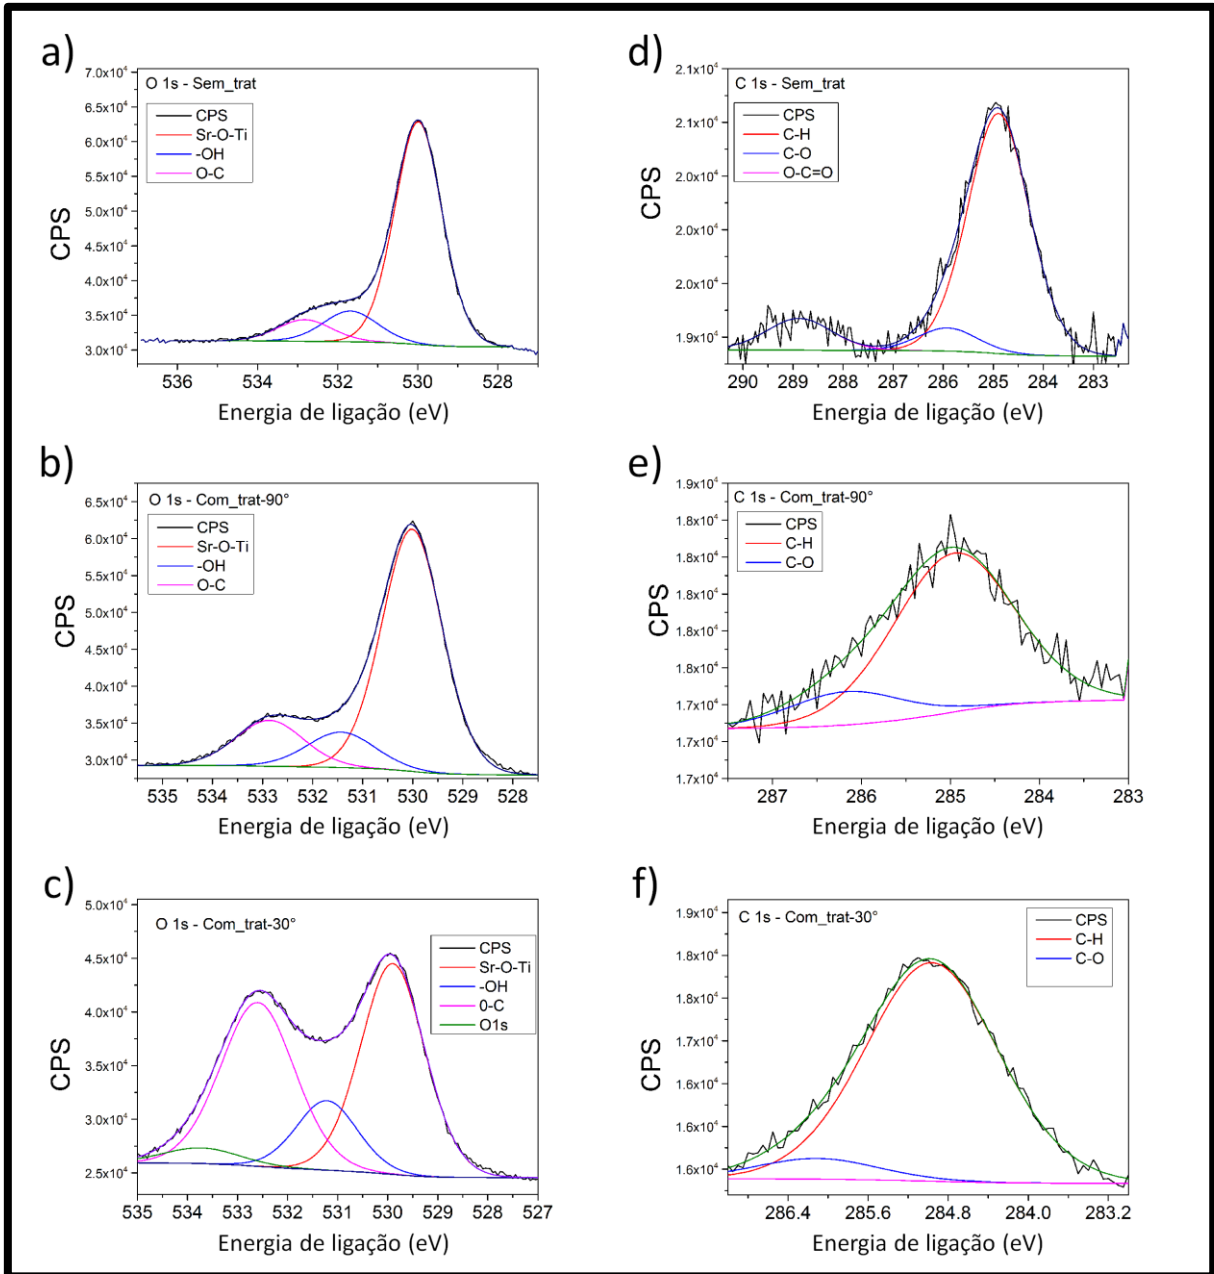 a)
O 1s - Sem_trat
CPS
Sr-O-Ti
-OH
O-C
7.0x10⁴
6.5x10⁴
6.0x10⁴
5.5x10⁴
5.0x10⁴
4.5x10⁴
4.0x10⁴
3.5x10⁴
3.0x10⁴
CPS
536 534 532 530 528
Energia de ligação (eV)
d)
C 1s - Sem_trat
CPS
C-H
C-O
O-C=O
2.1x10⁴
2.1x10⁴
2.0x10⁴
2.0x10⁴
2.0x10⁴
1.9x10⁴
CPS
290 289 288 287 286 285 284 283
Energia de ligação (eV)
b)
O 1s - Com_trat-90°
CPS
Sr-O-Ti
-OH
O-C
6.5x10⁴
6.0x10⁴
5.5x10⁴
5.0x10⁴
4.5x10⁴
4.0x10⁴
3.5x10⁴
3.0x10⁴
CPS
535 534 533 532 531 530 529 528
Energia de ligação (eV)
e)
C 1s - Com_trat-90°
CPS
C-H
C-O
1.9x10⁴
1.8x10⁴
1.8x10⁴
1.8x10⁴
1.8x10⁴
1.8x10⁴
1.7x10⁴
1.7x10⁴
1.7x10⁴
CPS
287 286 285 284 283
Energia de ligação (eV)
c)
O 1s - Com_trat-30°
CPS
Sr-O-Ti
-OH
0-C
O1s
5.0x10⁴
4.5x10⁴
4.0x10⁴
3.5x10⁴
3.0x10⁴
2.5x10⁴
CPS
535 534 533 532 531 530 529 528 527
Energia de ligação (eV)
f)
C 1s - Com_trat-30°
CPS
C-H
C-O
1.9x10⁴
1.8x10⁴
1.8x10⁴
1.7x10⁴
1.6x10⁴
1.6x10⁴
1.6x10⁴
CPS
286.4 285.6 284.8 284.0 283.2
Energia de ligação (eV)